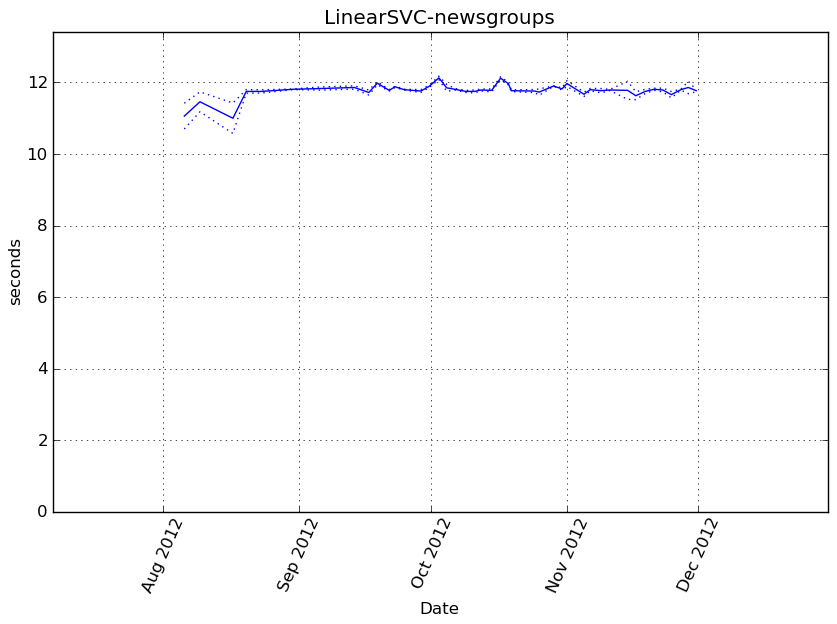 LinearSVC-newsgroups
seconds
12
10
8
6
4
2
0
Aug 2012
Sep 2012
Oct 2012
Nov 2012
Dec 2012
Date